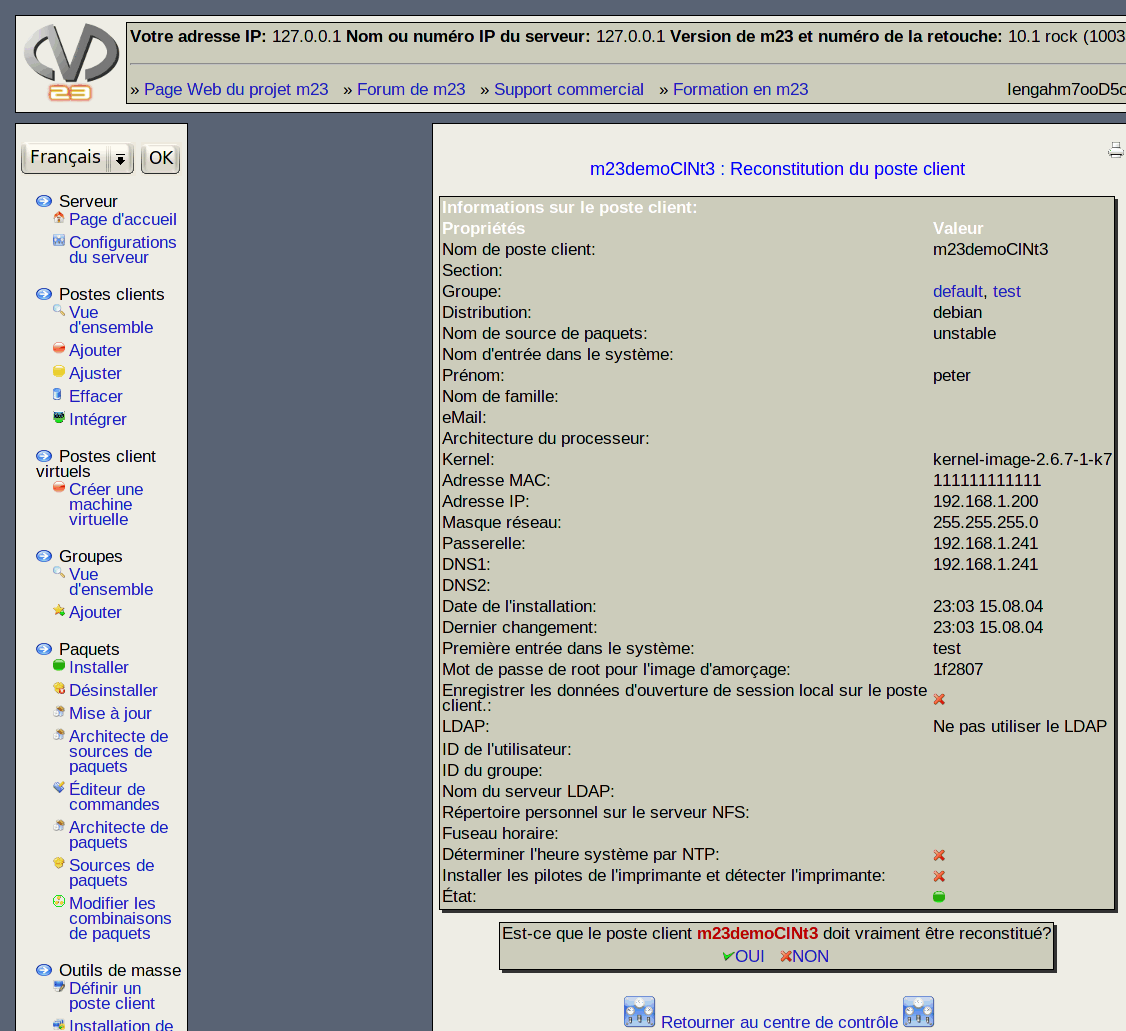 Votre adresse IP: 127.0.0.1 Nom ou numéro IP du serveur: 127.0.0.1 Version de m23 et numéro de la retouche: 10.1 rock (1003
» Page Web du projet m23 » Forum de m23 » Support commercial » Formation en m23
23
Français OK
Serveur
Page d'accueil
Configurations
du serveur
Postes clients
Vue
d'ensemble
Ajouter
Ajuster
Effacer
Intégrer
Postes client
virtuels
Créer une
machine
virtuelle
Groupes
Vue
d'ensemble
Ajouter
Paquets
Installer
Désinstaller
Mise à jour
Architecte de
sources de
paquets
Éditeur de
commandes
Architecte de
paquets
Sources de
paquets
Modifier les
combinaisons
de paquets
Outils de masse
Définir un
poste client
Installation de
m23demoClNt3 : Reconstitution du poste client
Informations sur le poste client:
Propriétés Valeur
Nom de poste client: m23demoClNt3
Section:
Groupe: default, test
Distribution: debian
Nom de source de paquets: unstable
Nom d'entrée dans le système:
Prénom: peter
Nom de famille:
eMail:
Architecture du processeur:
Kernel: kernel-image-2.6.7-1-k7
Adresse MAC: 111111111111
Adresse IP: 192.168.1.200
Masque réseau: 255.255.255.0
Passerelle: 192.168.1.241
DNS1: 192.168.1.241
DNS2:
Date de l'installation: 23:03 15.08.04
Dernier changement: 23:03 15.08.04
Première entrée dans le système: test
Mot de passe de root pour l'image d'amorçage: 1f2807
Enregistrer les données d'ouverture de session local sur le poste
client.:
LDAP: Ne pas utiliser le LDAP
ID de l'utilisateur:
ID du groupe:
Nom du serveur LDAP:
Répertoire personnel sur le serveur NFS:
Fuseau horaire:
Déterminer l'heure système par NTP:
Installer les pilotes de l'imprimante et détecter l'imprimante:
État:
Est-ce que le poste client m23demoClNt3 doit vraiment être reconstitué?
OUI NON
Retourner au centre de contrôle